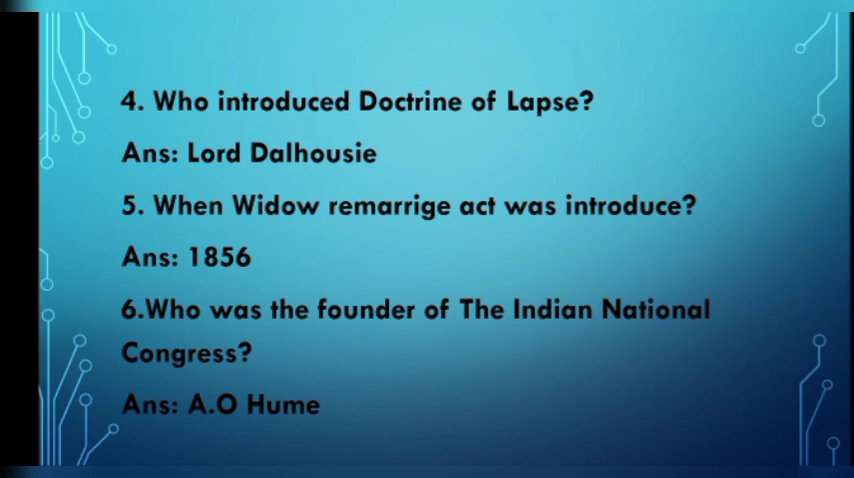 4. Who introduced Doctrine of Lapse?
Ans: Lord Dalhousie
5. When Widow remarrige act was introduce?
Ans: 1856
6.Who was the founder of The Indian National
Congress?
Ans: A.O Hume